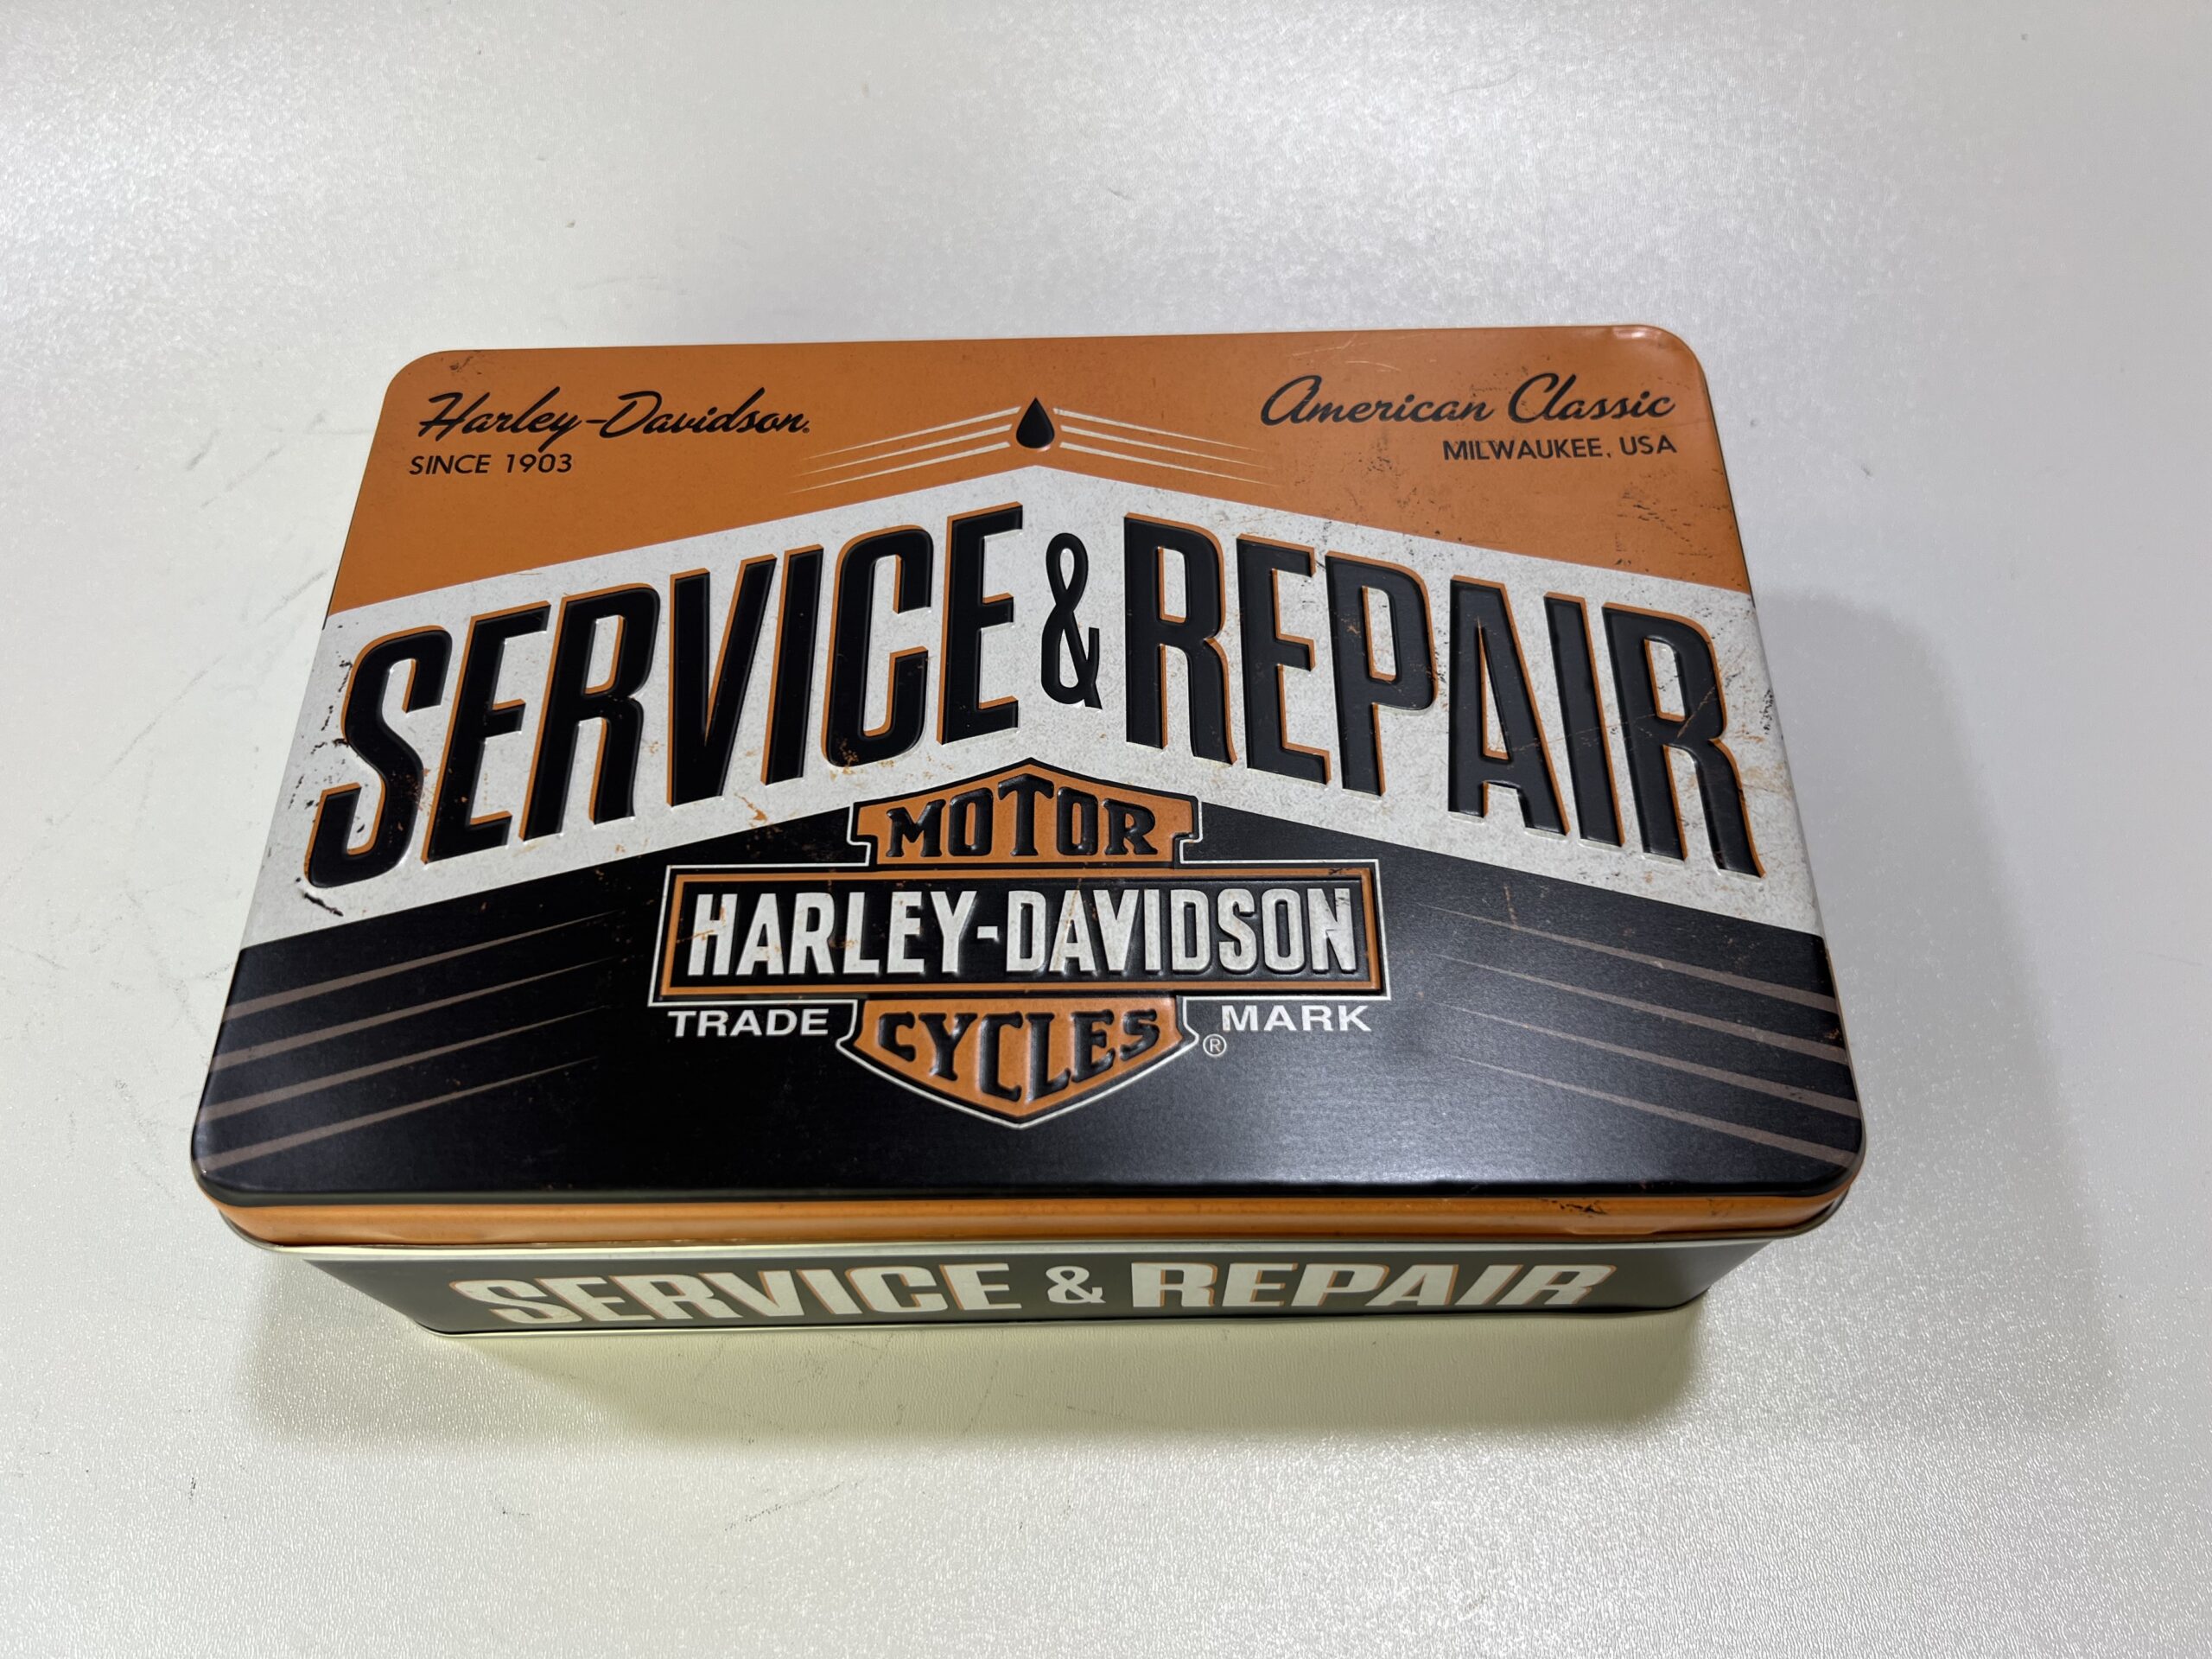 Harley-Davidson.
SINCE 1903
American Classic
MILWAUKEE, USA
SERVICE & REPAIR
MOTOR
HARLEY-DAVIDSON
CYCLES
TRADE MARK
®
SERVICE & REPAIR